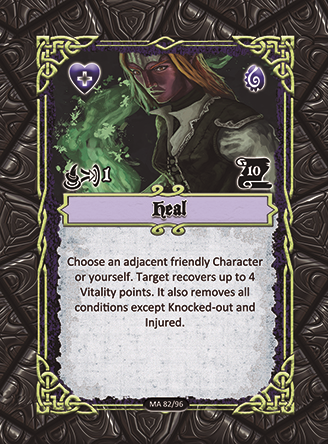 1
10
Heal
Choose an adjacent friendly Character
or yourself. Target recovers up to 4
Vitality points. It also removes all
conditions except Knocked-out and
Injured.
MA 82/96